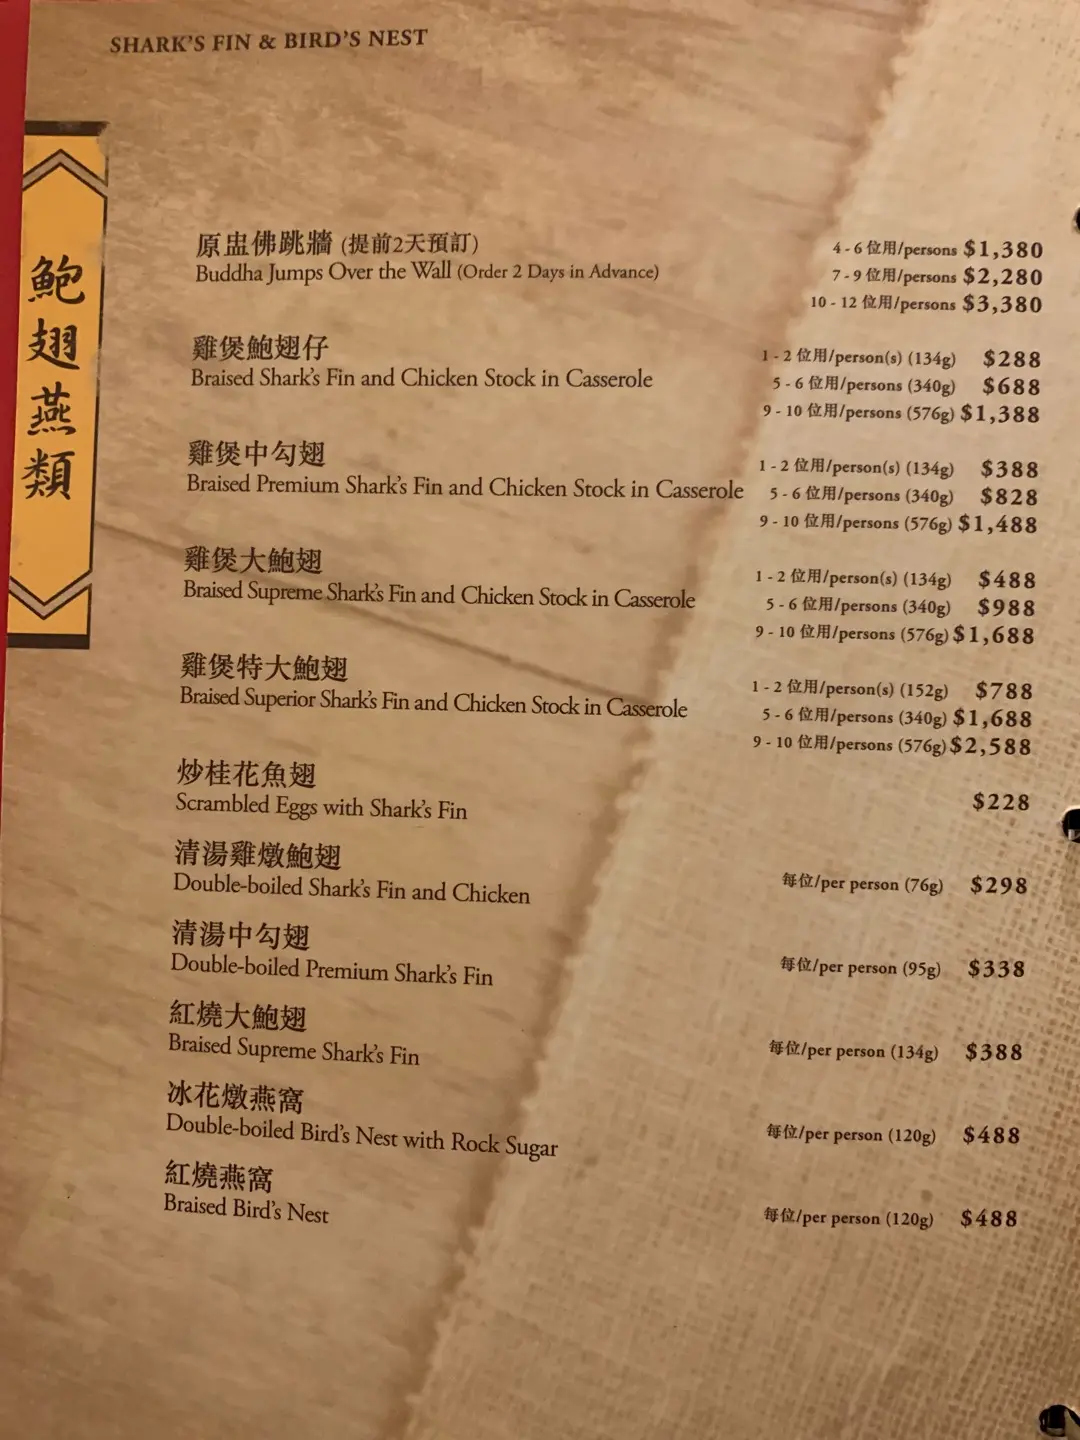 SHARK'S FIN & BIRD'S NEST
鮑翅燕類
原盅佛跳牆 (提前2天預訂)
Buddha Jumps Over the Wall (Order 2 Days in Advance)
4 - 6 位用/persons $1,380
7 - 9 位用/persons $2,280
10 - 12 位用/persons $3,380
雞煲鮑翅仔
Braised Shark's Fin and Chicken Stock in Casserole
1 - 2 位用/person(s) (134g) $288
5 - 6 位用/persons (340g) $688
9 - 10 位用/persons (576g) $1,388
雞煲中勾翅
Braised Premium Shark's Fin and Chicken Stock in Casserole
1 - 2 位用/person(s) (134g) $388
5 - 6 位用/persons (340g) $828
9 - 10 位用/persons (576g) $1,488
雞煲大鮑翅
Braised Supreme Shark's Fin and Chicken Stock in Casserole
1 - 2 位用/person(s) (134g) $488
5 - 6 位用/persons (340g) $988
9 - 10 位用/persons (576g) $1,688
雞煲特大鮑翅
Braised Superior Shark's Fin and Chicken Stock in Casserole
1 - 2 位用/person(s) (152g) $788
5 - 6 位用/persons (340g) $1,688
9 - 10 位用/persons (576g) $2,588
炒桂花魚翅
Scrambled Eggs with Shark's Fin
$228
清湯雞燉鮑翅
Double-boiled Shark's Fin and Chicken
每位/per person (76g) $298
清湯中勾翅
Double-boiled Premium Shark's Fin
每位/per person (95g) $338
紅燒大鮑翅
Braised Supreme Shark's Fin
每位/per person (134g) $388
冰花燉燕窩
Double-boiled Bird's Nest with Rock Sugar
每位/per person (120g) $488
紅燒燕窩
Braised Bird's Nest
每位/per person (120g) $488